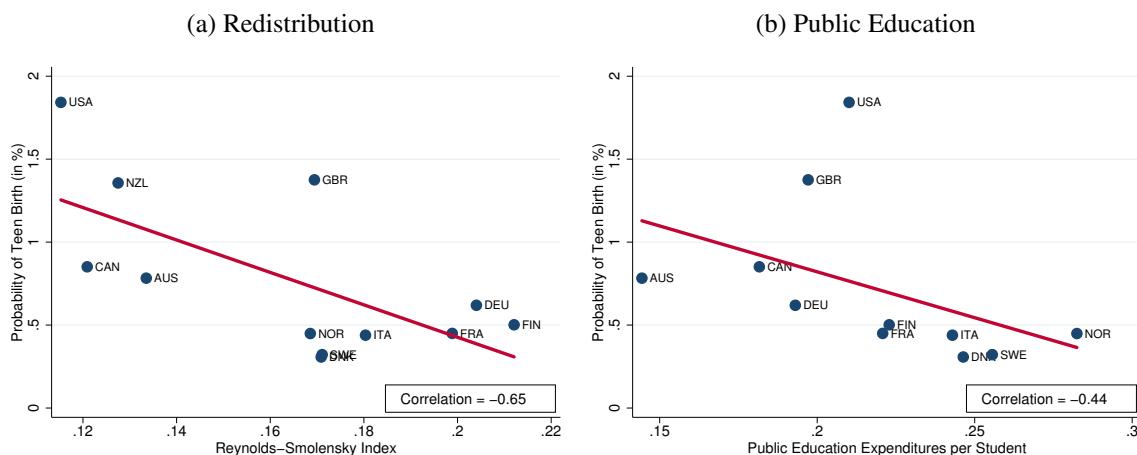 (a) Redistribution
Probability of Teen Birth (in %)
2
1.5
1
.5
0
USA
NZL
GBR
CAN
AUS
DEU
FIN
NOR
ITA
FRA
SWE
DNK
Correlation = −0.65
.12 .14 .16 .18 .2 .22
Reynolds−Smolensky Index
(b) Public Education
Probability of Teen Birth (in %)
2
1.5
1
.5
0
USA
GBR
CAN
AUS
DEU
FIN
FRA
ITA
NOR
DNK
SWE
Correlation = −0.44
.15 .2 .25 .3
Public Education Expenditures per Student